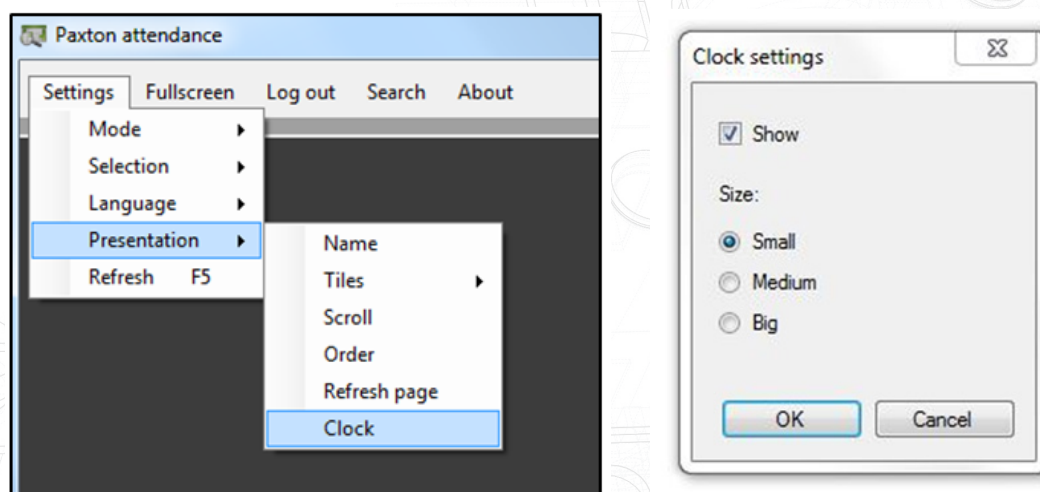 Paxton attendance
Settings Fullscreen Log out Search About
Mode
Selection
Language
Presentation
Refresh F5
Name
Tiles
Scroll
Order
Refresh page
Clock
Clock settings
Show
Size:
Small
Medium
Big
OK Cancel